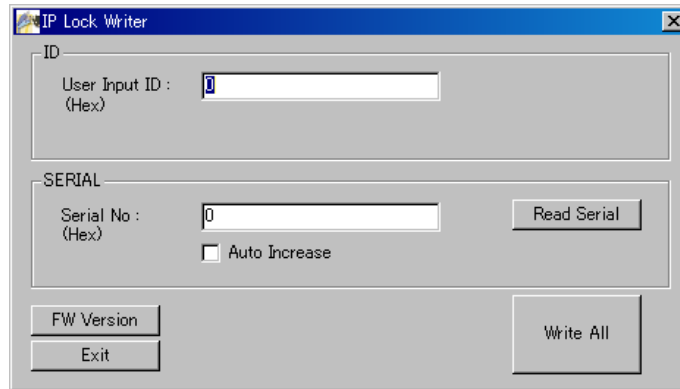 IP Lock Writer
ID
User Input ID :
(Hex)
0
SERIAL
Serial No :
(Hex)
0
Read Serial
Auto Increase
FW Version
Write All
Exit